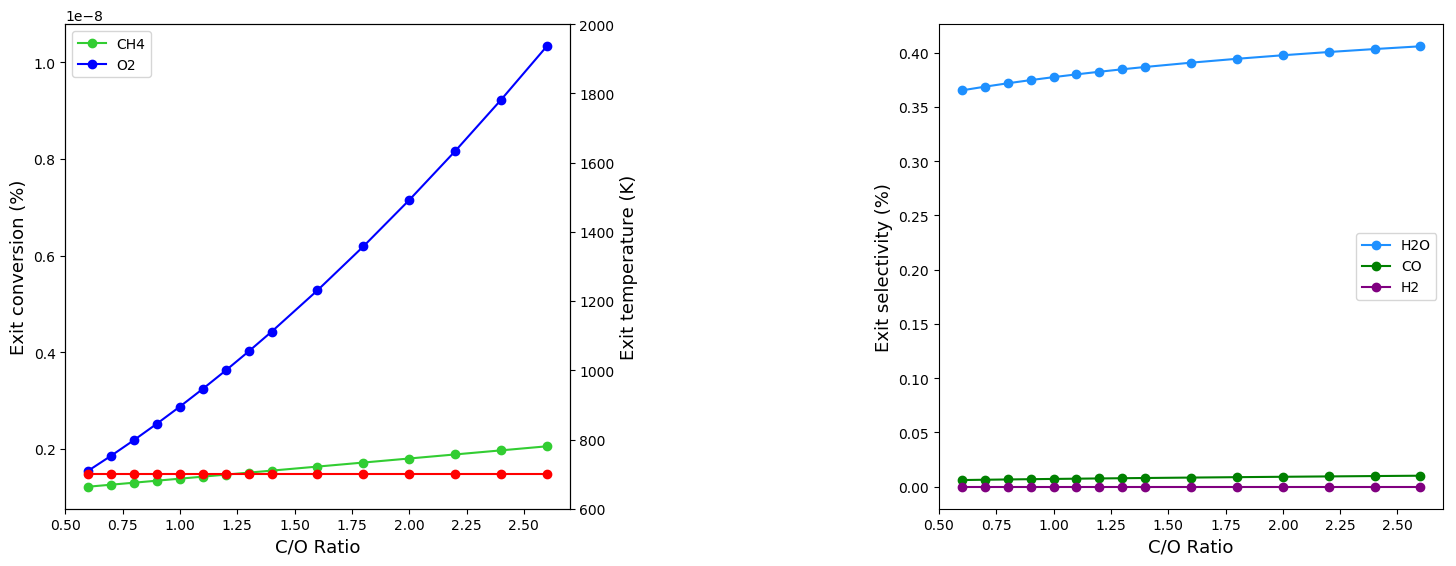 1e−8
CH4
O2
1.0
0.8
0.6
0.4
0.2
Exit conversion (%)
2000
1800
1600
1400
1200
1000
800
600
Exit temperature (K)
0.50 0.75 1.00 1.25 1.50 1.75 2.00 2.25 2.50
C/O Ratio
0.40
0.35
0.30
0.25
0.20
0.15
0.10
0.05
0.00
Exit selectivity (%)
H2O
CO
H2
0.50 0.75 1.00 1.25 1.50 1.75 2.00 2.25 2.50
C/O Ratio